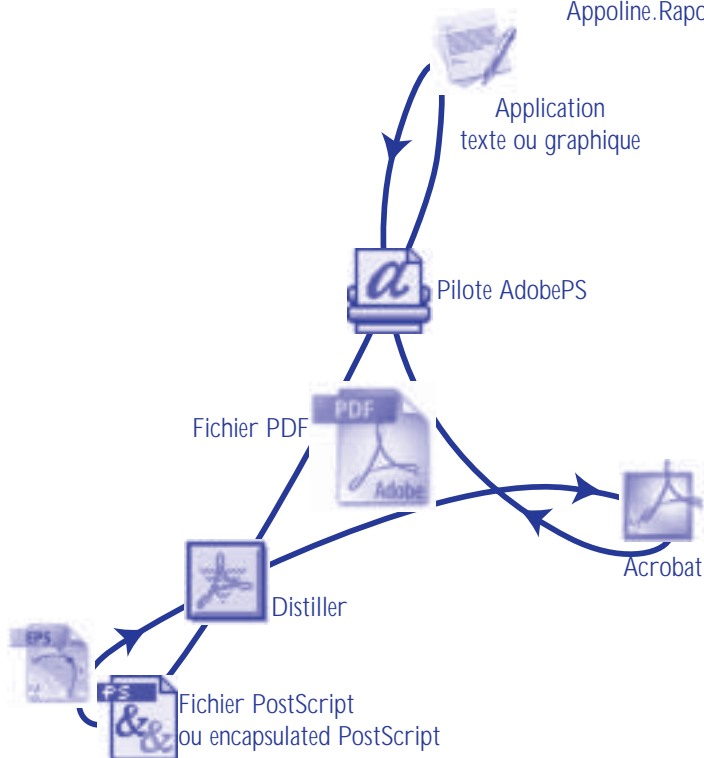 Appoline.Rapo
Application
texte ou graphique
a
Pilote AdobePS
PDF
Fichier PDF
Adobe
Acrobat
Distiller
EPS
PS
Fichier PostScript
&&
ou encapsulated PostScript